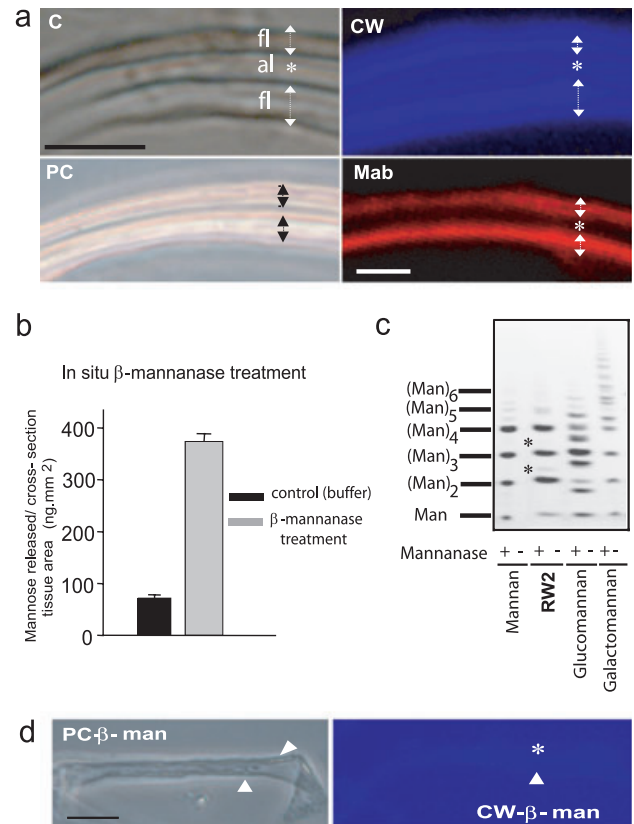 a
C
fl
al *
fl
CW
*
PC
Mab
*
b
In situ β-mannanase treatment
Mannose released/ cross- section
tissue area (ng.mm 2)
400
300
200
100
0
control (buffer)
β-mannanase
treatment
c
(Man)6
(Man)5
(Man)4
*
(Man)3
*
(Man)2
Man
Mannanase + - + - + - + -
Mannan
RW2
Glucomannan
Galactomannan
d
PC-β- man
*
CW-β- man